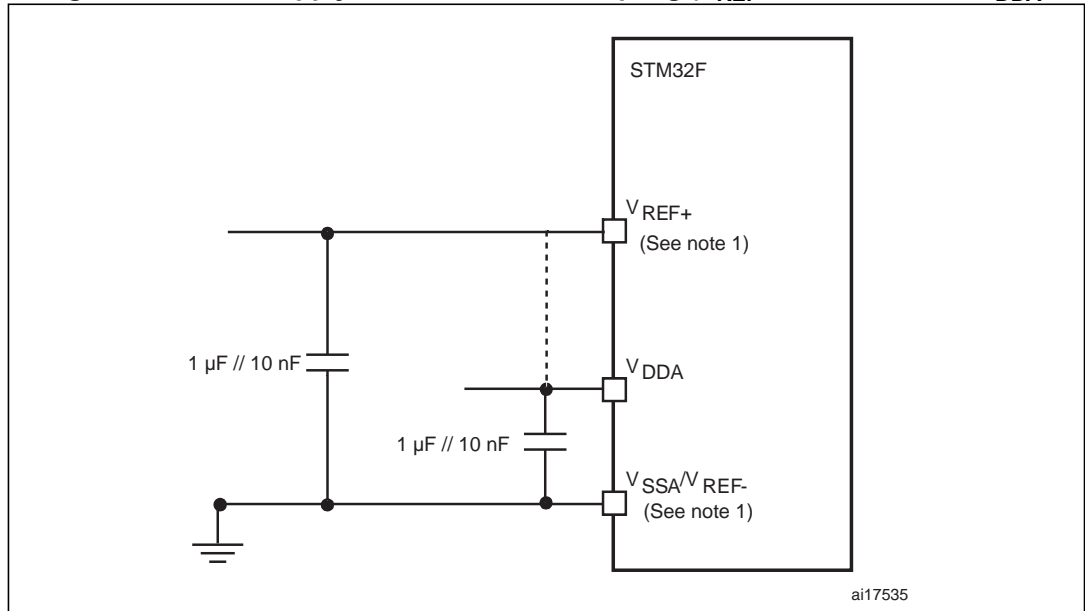 STM32F
VREF+
(See note 1)
1 µF // 10 nF
VDDA
1 µF // 10 nF
VSSA/VREF-
(See note 1)
ai17535